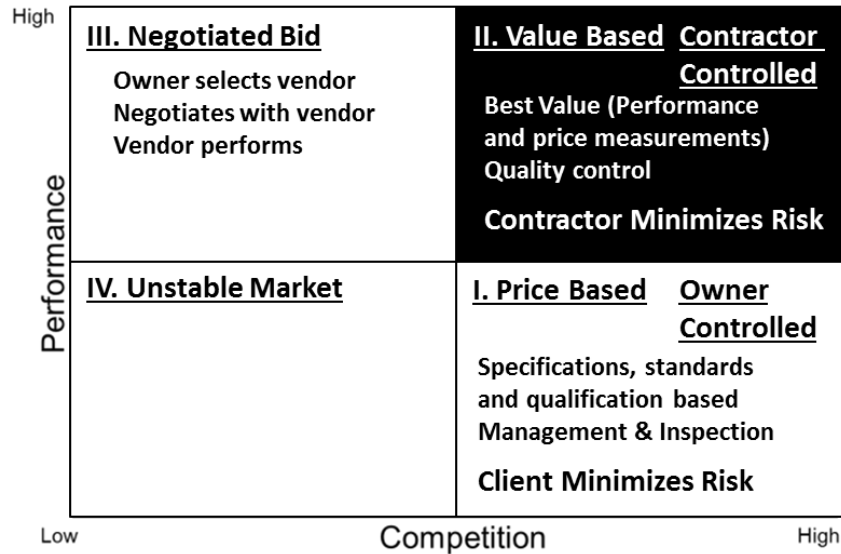 High
III. Negotiated Bid
Owner selects vendor
Negotiates with vendor
Vendor performs
II. Value Based Contractor
Controlled
Best Value (Performance
and price measurements)
Quality control
Contractor Minimizes Risk
Performance
IV. Unstable Market
I. Price Based Owner
Controlled
Specifications, standards
and qualification based
Management & Inspection
Client Minimizes Risk
Low
Competition
High